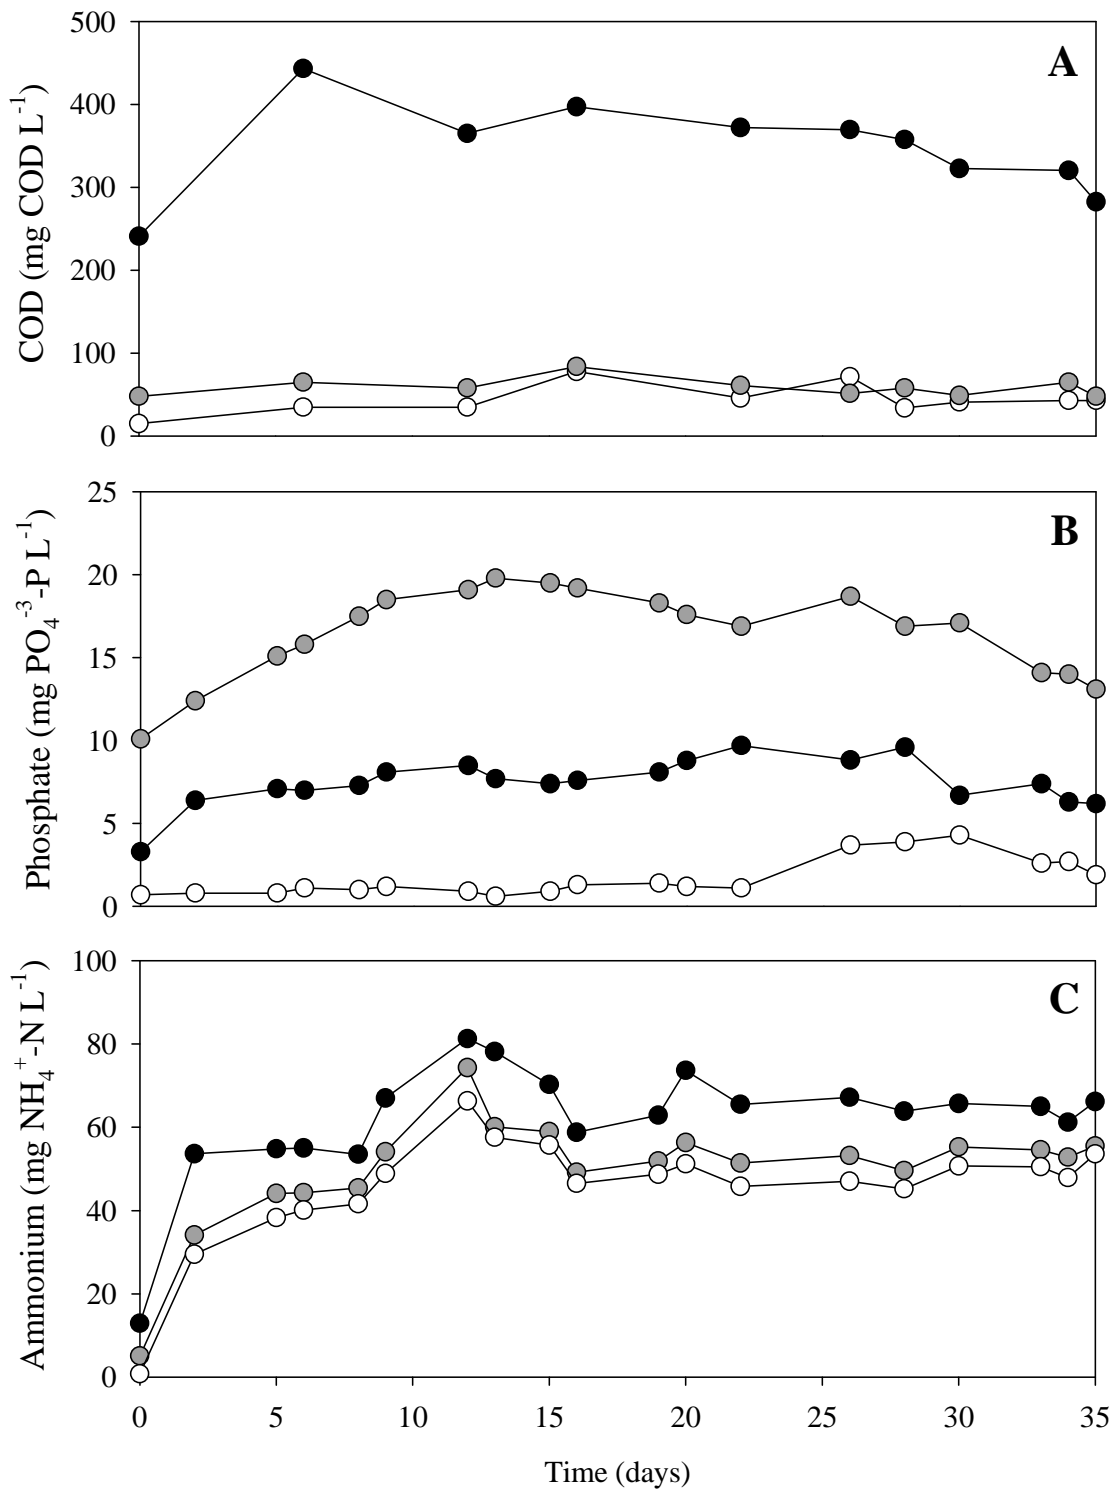 500
400
300
200
100
0
COD (mg COD L⁻¹)
A
25
20
15
10
5
0
Phosphate (mg PO₄⁻³-P L⁻¹)
B
100
80
60
40
20
0
Ammonium (mg NH₄⁺-N L⁻¹)
C
0 5 10 15 20 25 30 35
Time (days)